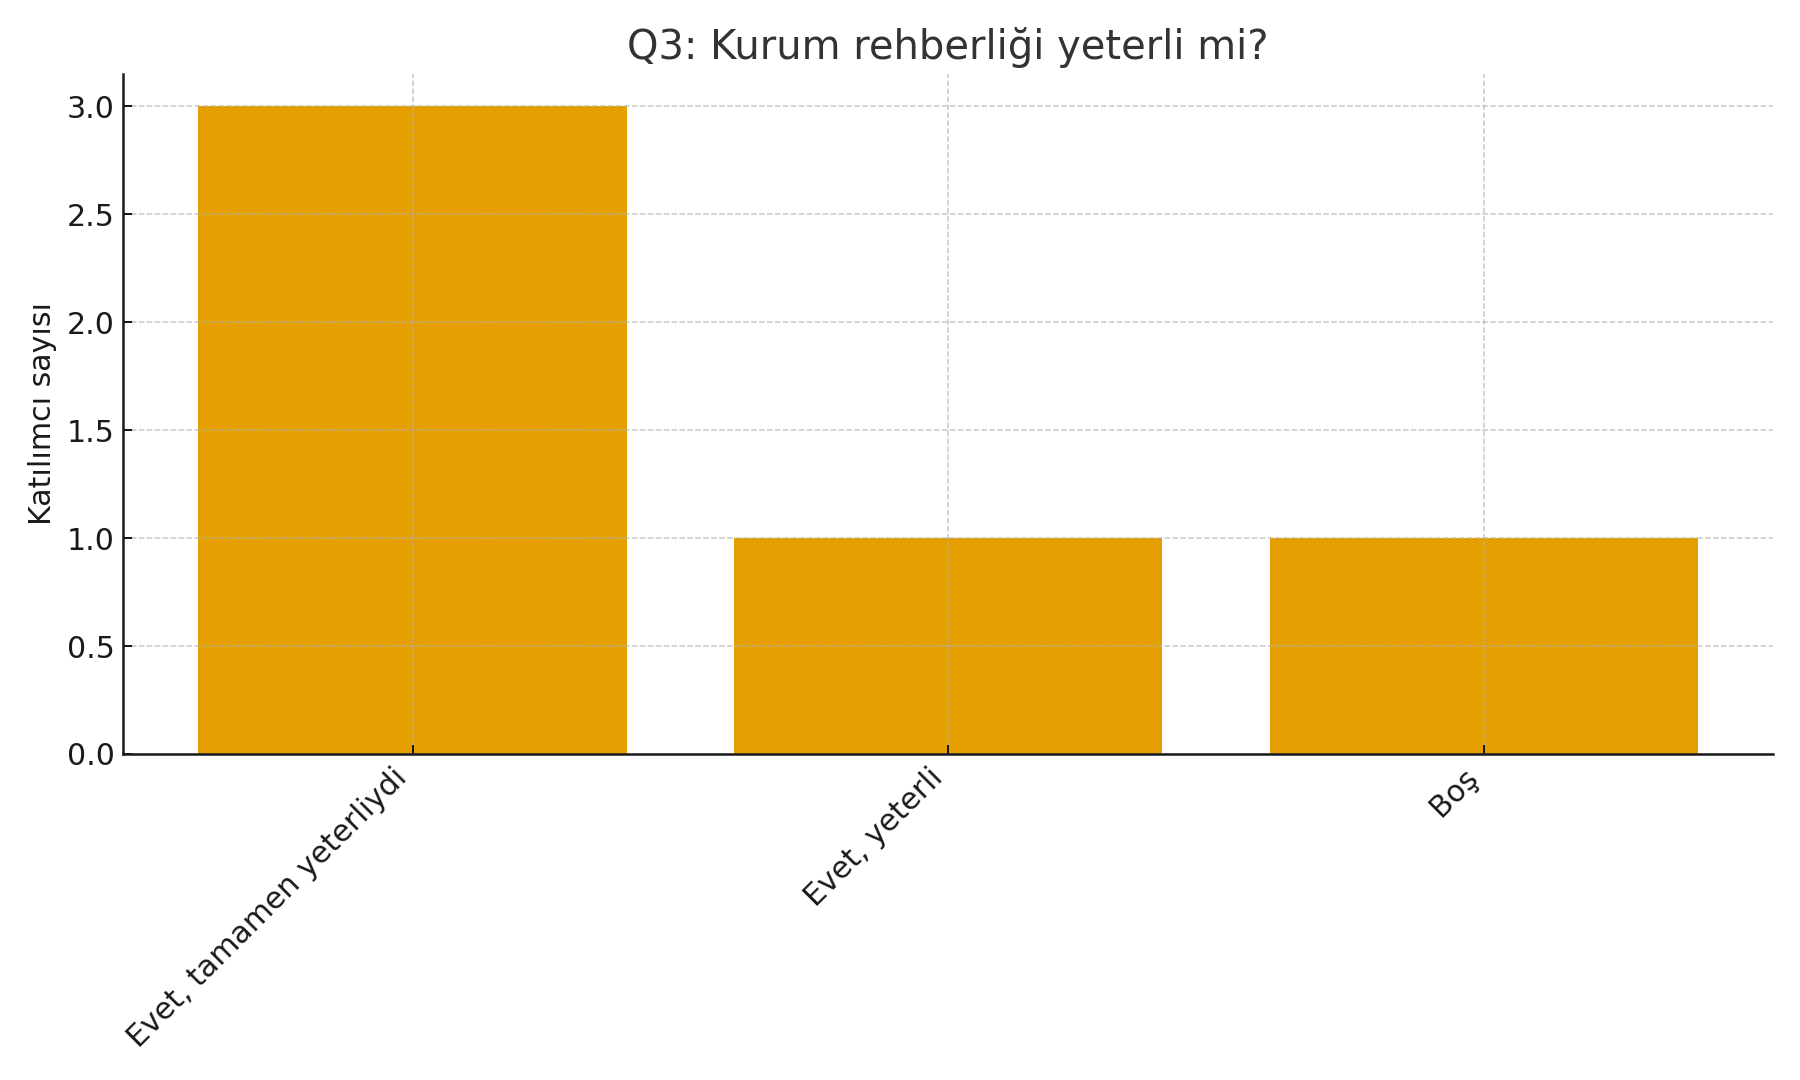 Q3: Kurum rehberliği yeterli mi?
Katılımcı sayısı
3.0
2.5
2.0
1.5
1.0
0.5
0.0
Evet, tamamen yeterliydi
Evet, yeterli
Boş